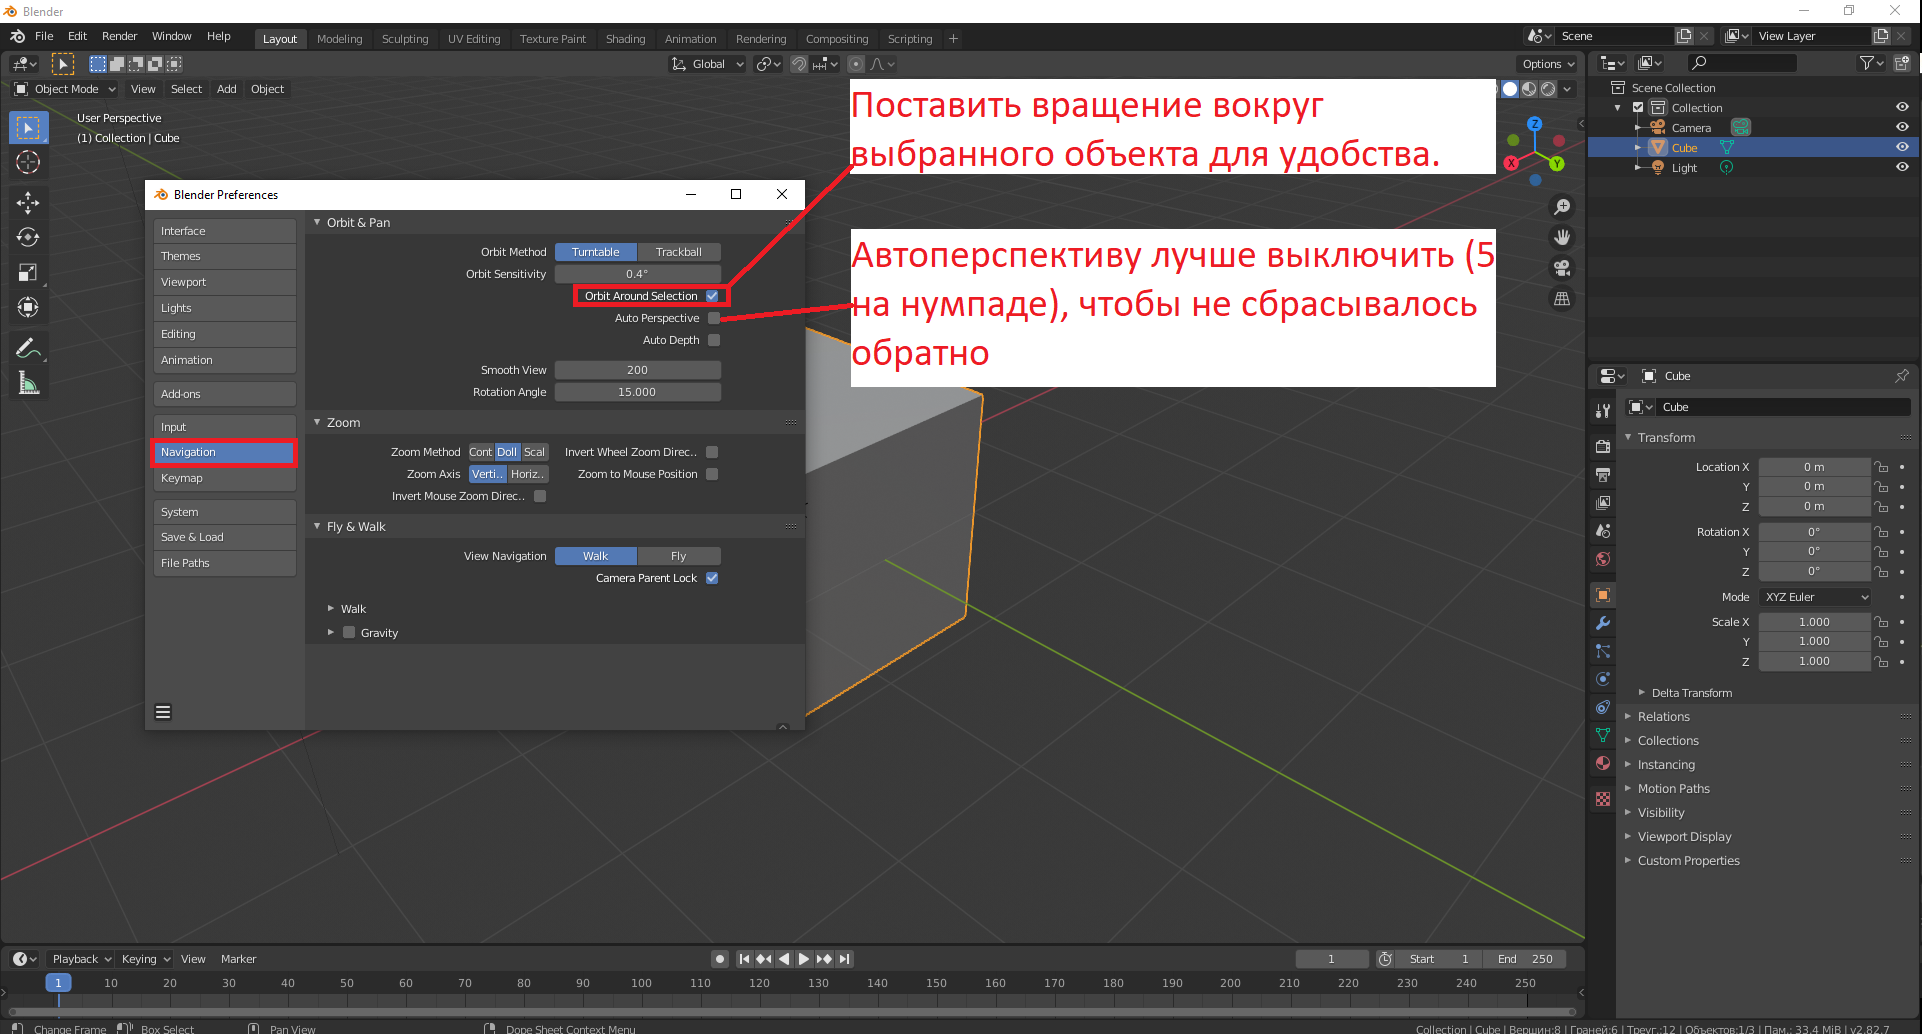 Blender
File Edit Render Window Help
Layout Modeling Sculpting UV Editing Texture Paint Shading Animation Rendering Compositing Scripting +
Scene
View Layer
Global
Options
Object Mode View Select Add Object
User Perspective
(1) Collection | Cube
Поставить вращение вокруг
выбранного объекта для удобства.
Автоперспективу лучше выключить (5
на нумпаде), чтобы не сбрасывалось
обратно
Z
X
Y
Blender Preferences
Interface
Themes
Viewport
Lights
Editing
Animation
Add-ons
Input
Navigation
Keymap
System
Save & Load
File Paths
Orbit & Pan
Orbit Method Turntable Trackball
Orbit Sensitivity 0.4°
Orbit Around Selection
Auto Perspective
Auto Depth
Smooth View 200
Rotation Angle 15.000
Zoom
Zoom Method Cont Doll Scal Invert Wheel Zoom Direc..
Zoom Axis Verti.. Horiz.. Zoom to Mouse Position
Invert Mouse Zoom Direc..
Fly & Walk
View Navigation Walk Fly
Camera Parent Lock
Walk
Gravity
Scene Collection
Collection
Camera
Cube
Light
Cube
Cube
Transform
Location X 0 m
Y 0 m
Z 0 m
Rotation X 0°
Y 0°
Z 0°
Mode XYZ Euler
Scale X 1.000
Y 1.000
Z 1.000
Delta Transform
Relations
Collections
Instancing
Motion Paths
Visibility
Viewport Display
Custom Properties
Playback Keying View Marker
1 Start 1 End 250
1 10 20 30 40 50 60 70 80 90 100 110 120 130 140 150 160 170 180 190 200 210 220 230 240 250
Change Frame Box Select Pan View Dope Sheet Context Menu
Collection | Cube | Вершин:8 | Граней:6 | Треуг.:12 | Объектов:1/3 | Пам.: 33.4 MiB | v2.82.7